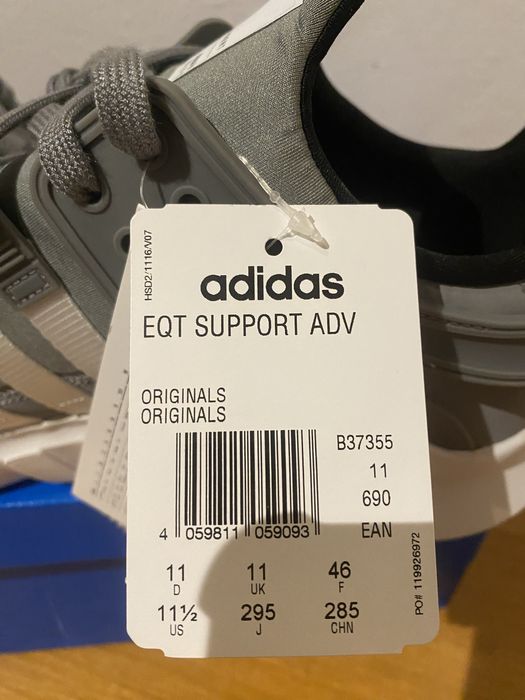 HSD2/1116/V07
adidas
EQT SUPPORT ADV
ORIGINALS
ORIGINALS
B37355
11
690
4 059811 059093
EAN
11 11 46
D UK F
11½ 295 285
US J CHN
PO# 119926972